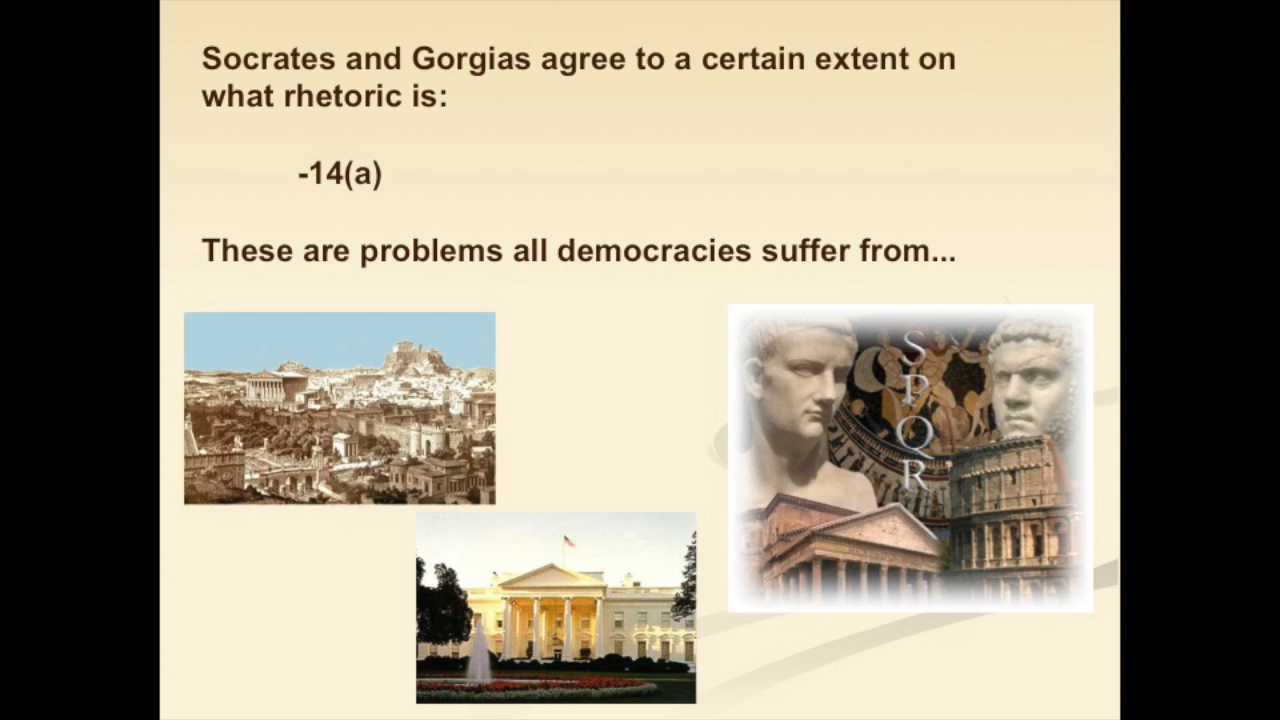 Socrates and Gorgias agree to a certain extent on
what rhetoric is:
-14(a)
These are problems all democracies suffer from...
S
P
Q
R